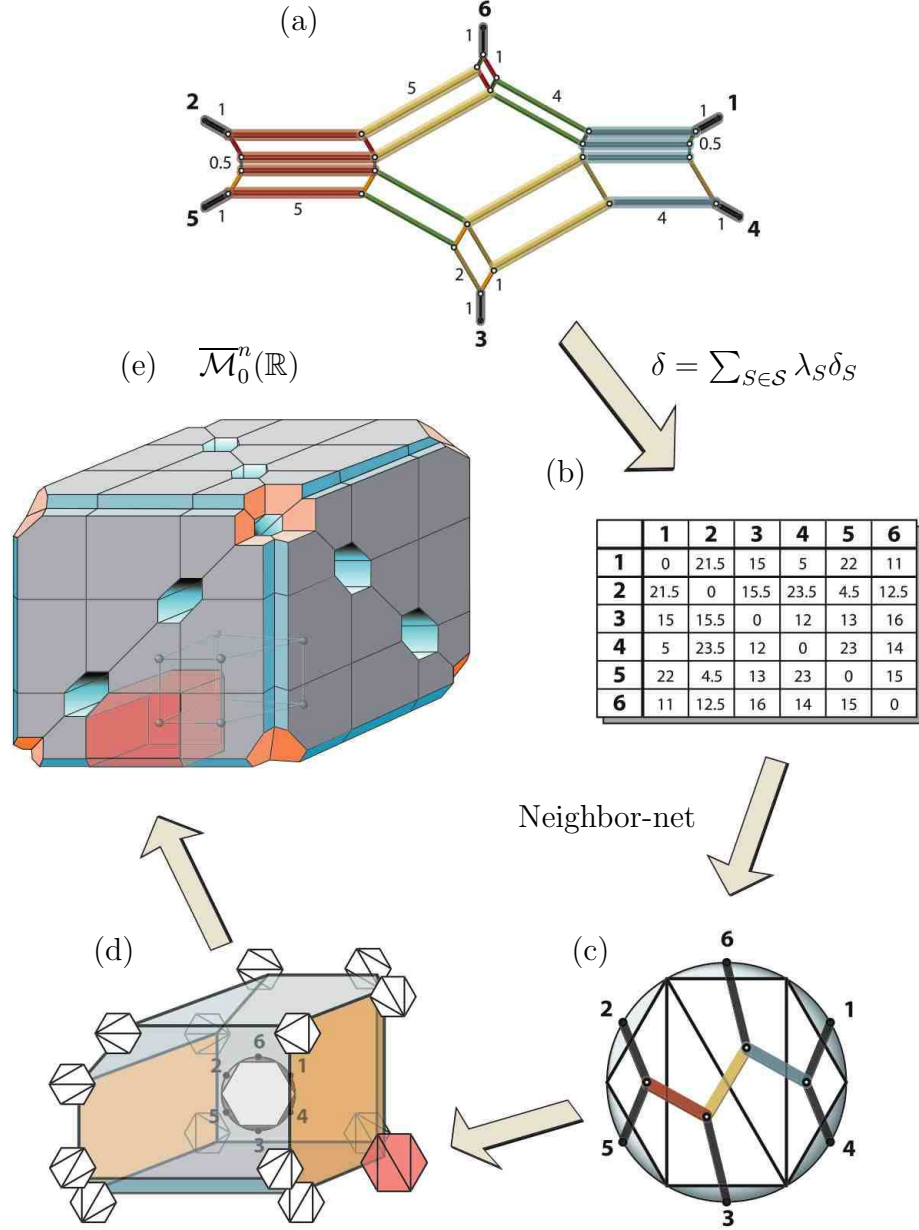 (a)
6
1
1
5
4
2
1
1
1
0.5
0.5
5
1
5
4
1
4
2
1
1
3
(e) $\overline{\mathcal{M}}_0^n(\mathbb{R})$
$\delta = \sum_{S \in \mathcal{S}} \lambda_S \delta_S$
(b)
1 2 3 4 5 6
1 0 21.5 15 5 22 11
2 21.5 0 15.5 23.5 4.5 12.5
3 15 15.5 0 12 13 16
4 5 23.5 12 0 23 14
5 22 4.5 13 23 0 15
6 11 12.5 16 14 15 0
Neighbor-net
(d)
6
2 1
5 4
3
(c)
6
2 1
5 4
3